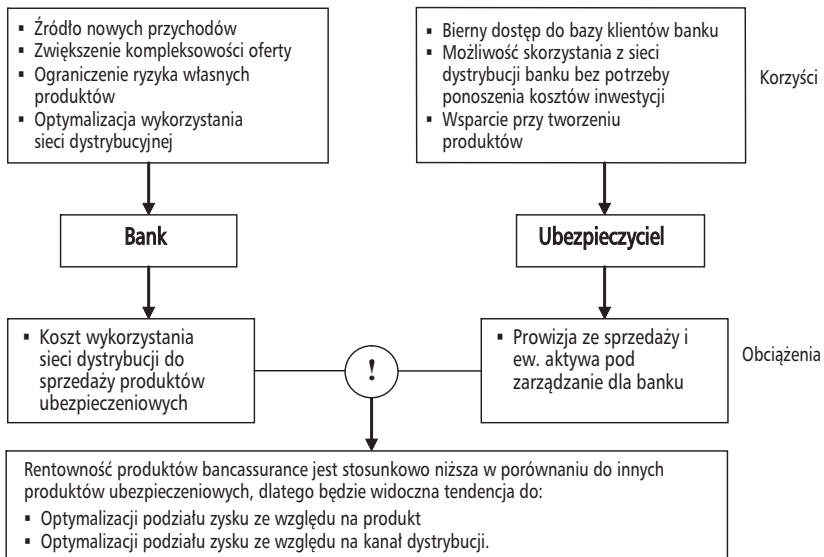 ▪ Źródło nowych przychodów
▪ Zwiększenie kompleksowości oferty
▪ Ograniczenie ryzyka własnych
produktów
▪ Optymalizacja wykorzystania
sieci dystrybucyjnej
▪ Bierny dostęp do bazy klientów banku
▪ Możliwość skorzystania z sieci
dystrybucji banku bez potrzeby
ponoszenia kosztów inwestycji
▪ Wsparcie przy tworzeniu
produktów
Korzyści
Bank
Ubezpieczyciel
▪ Koszt wykorzystania
sieci dystrybucji do
sprzedaży produktów
ubezpieczeniowych
!
▪ Prowizja ze sprzedaży i
ew. aktywa pod
zarządzanie dla banku
Obciążenia
Rentowność produktów bancassurance jest stosunkowo niższa w porównaniu do innych
produktów ubezpieczeniowych, dlatego będzie widoczna tendencja do:
▪ Optymalizacji podziału zysku ze względu na produkt
▪ Optymalizacji podziału zysku ze względu na kanał dystrybucji.